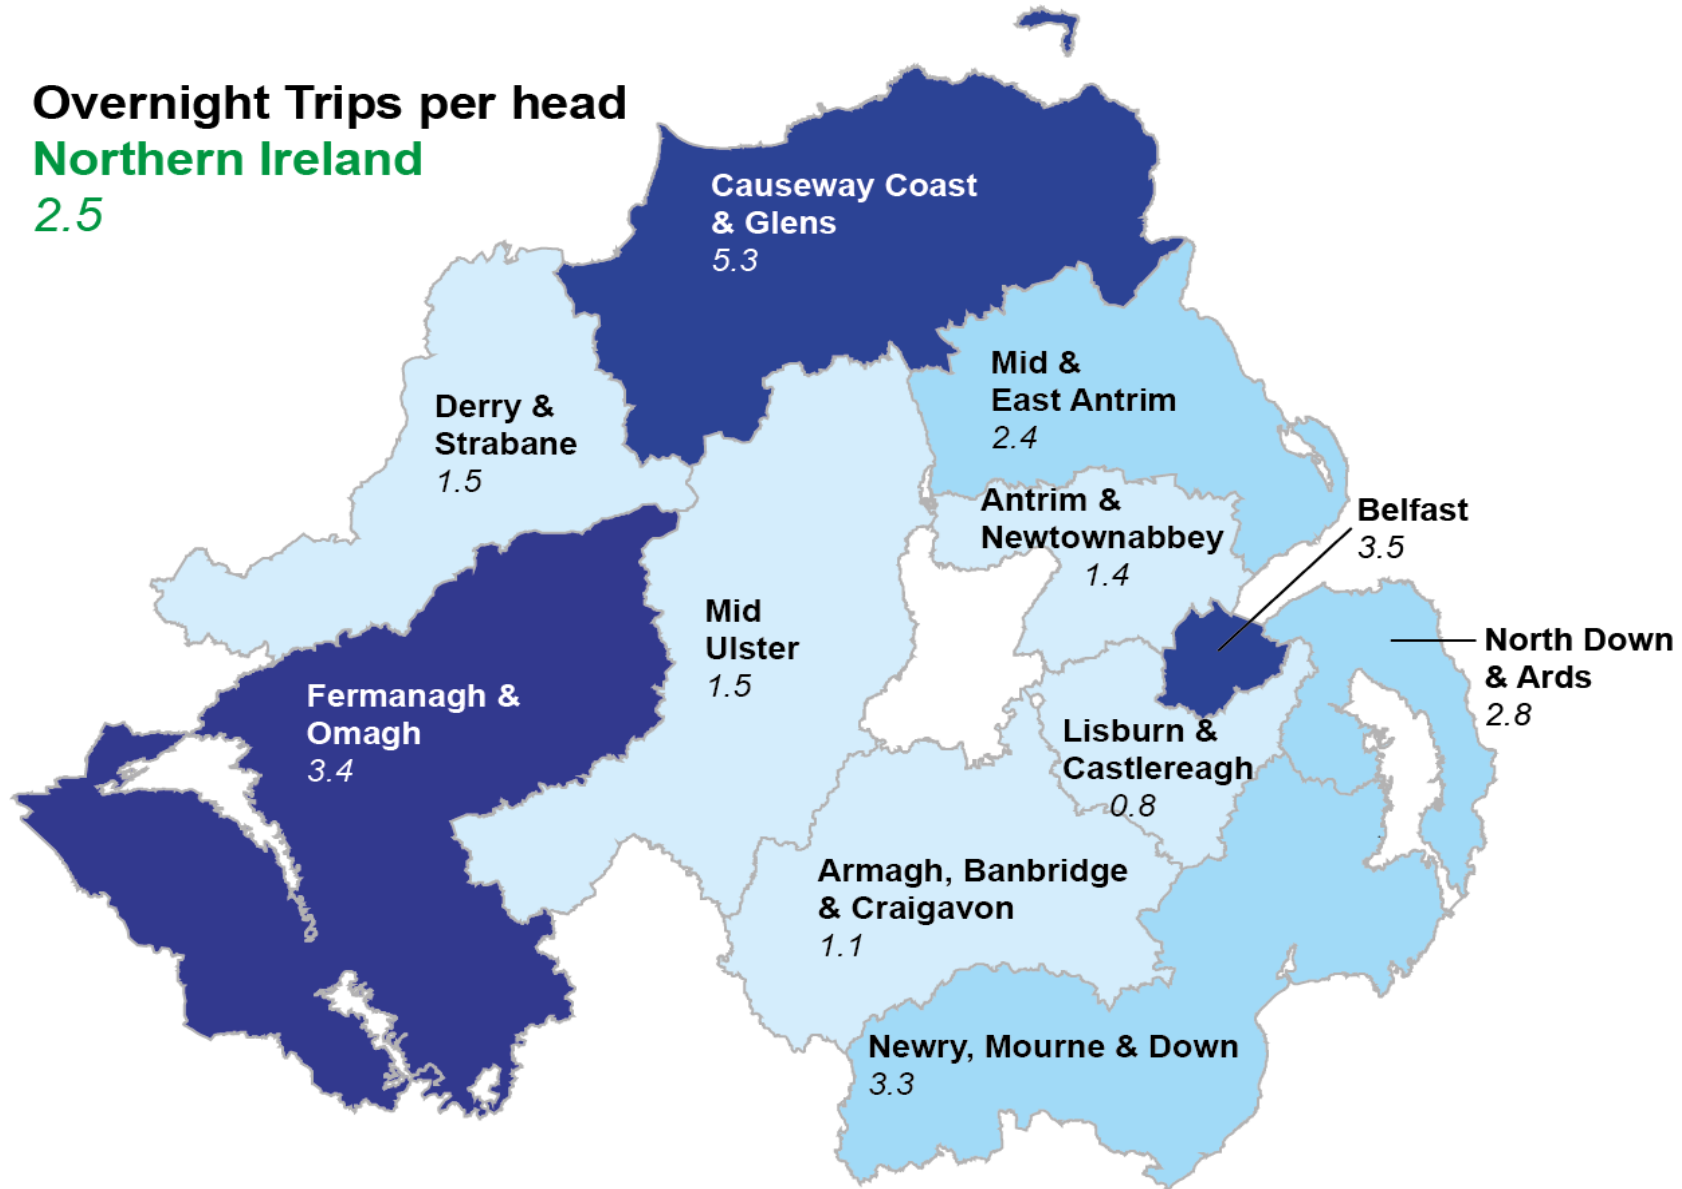 Overnight Trips per head
Northern Ireland
2.5
Causeway Coast
& Glens
5.3
Mid &
East Antrim
2.4
Derry &
Strabane
1.5
Antrim &
Newtownabbey
1.4
Belfast
3.5
Mid
Ulster
1.5
North Down
& Ards
2.8
Fermanagh &
Omagh
3.4
Lisburn &
Castlereagh
0.8
Armagh, Banbridge
& Craigavon
1.1
Newry, Mourne & Down
3.3